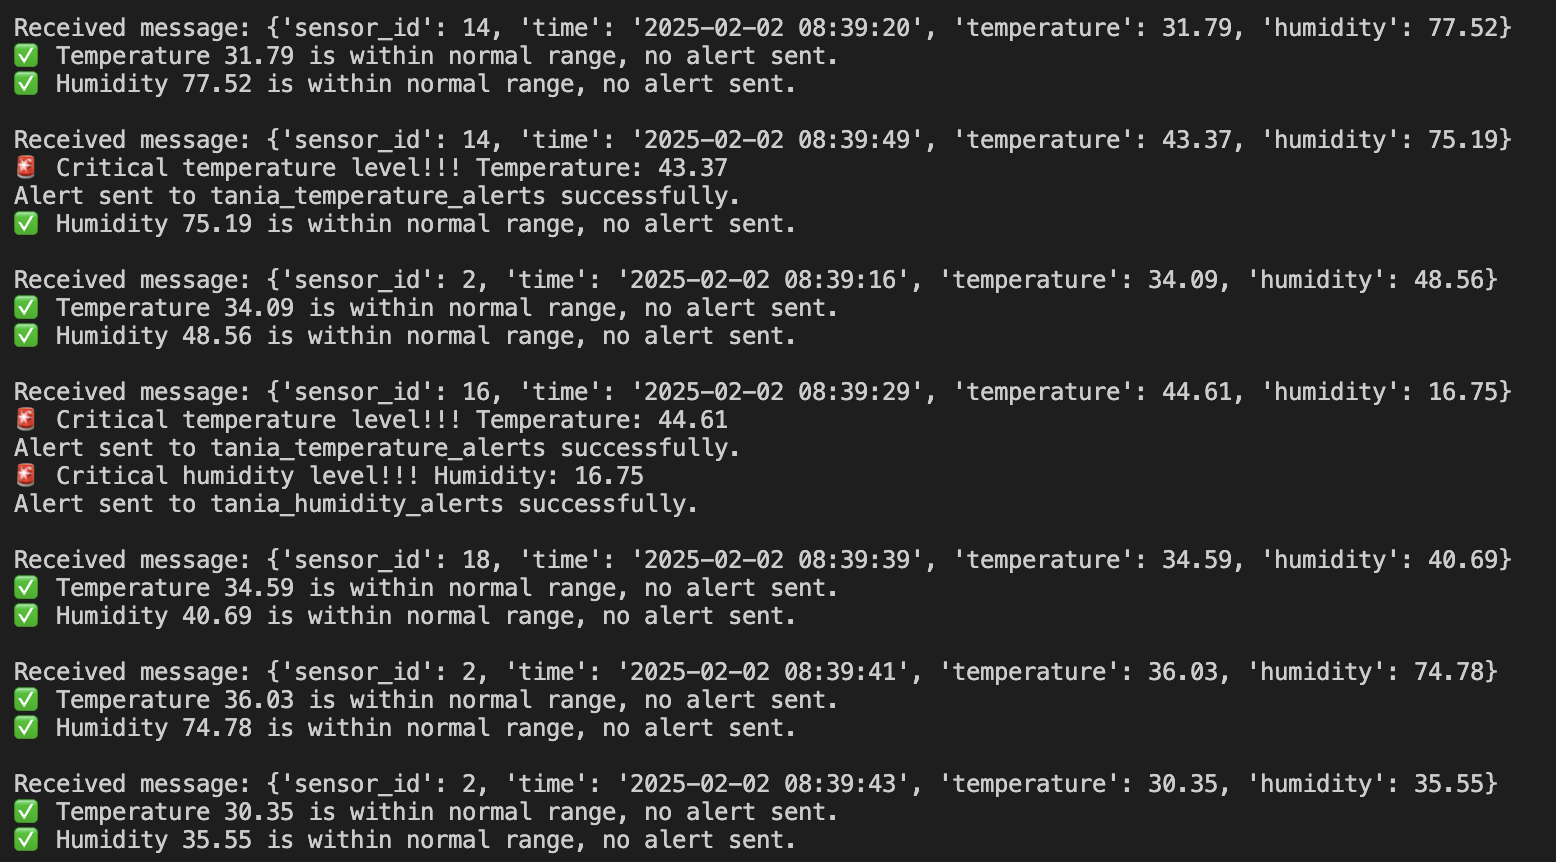 Received message: {'sensor_id': 14, 'time': '2025-02-02 08:39:20', 'temperature': 31.79, 'humidity': 77.52}
✅ Temperature 31.79 is within normal range, no alert sent.
✅ Humidity 77.52 is within normal range, no alert sent.

Received message: {'sensor_id': 14, 'time': '2025-02-02 08:39:49', 'temperature': 43.37, 'humidity': 75.19}
🚨 Critical temperature level!!! Temperature: 43.37
Alert sent to tania_temperature_alerts successfully.
✅ Humidity 75.19 is within normal range, no alert sent.

Received message: {'sensor_id': 2, 'time': '2025-02-02 08:39:16', 'temperature': 34.09, 'humidity': 48.56}
✅ Temperature 34.09 is within normal range, no alert sent.
✅ Humidity 48.56 is within normal range, no alert sent.

Received message: {'sensor_id': 16, 'time': '2025-02-02 08:39:29', 'temperature': 44.61, 'humidity': 16.75}
🚨 Critical temperature level!!! Temperature: 44.61
Alert sent to tania_temperature_alerts successfully.
🚨 Critical humidity level!!! Humidity: 16.75
Alert sent to tania_humidity_alerts successfully.

Received message: {'sensor_id': 18, 'time': '2025-02-02 08:39:39', 'temperature': 34.59, 'humidity': 40.69}
✅ Temperature 34.59 is within normal range, no alert sent.
✅ Humidity 40.69 is within normal range, no alert sent.

Received message: {'sensor_id': 2, 'time': '2025-02-02 08:39:41', 'temperature': 36.03, 'humidity': 74.78}
✅ Temperature 36.03 is within normal range, no alert sent.
✅ Humidity 74.78 is within normal range, no alert sent.

Received message: {'sensor_id': 2, 'time': '2025-02-02 08:39:43', 'temperature': 30.35, 'humidity': 35.55}
✅ Temperature 30.35 is within normal range, no alert sent.
✅ Humidity 35.55 is within normal range, no alert sent.